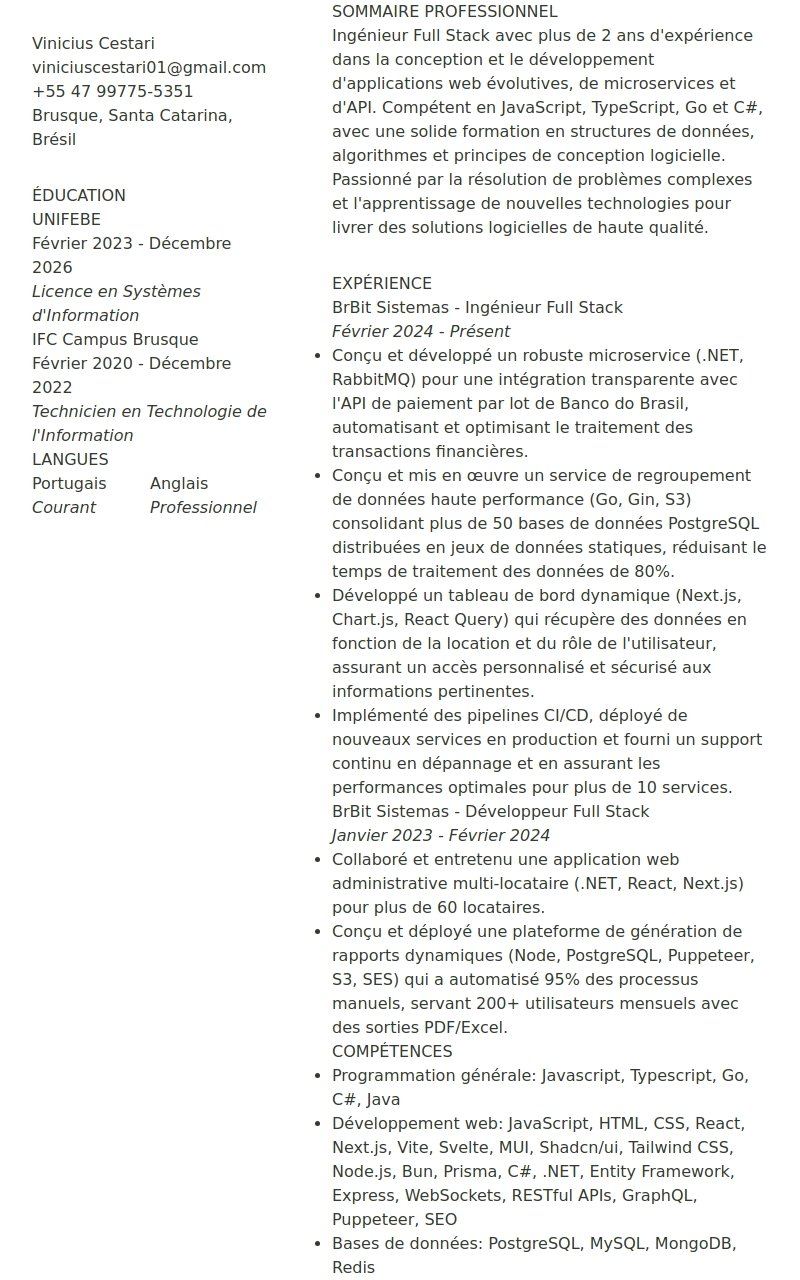 Vinicius Cestari
viniciuscestari01@gmail.com
+55 47 99775-5351
Brusque, Santa Catarina,
Brésil
ÉDUCATION
UNIFEBE
Février 2023 - Décembre
2026
Licence en Systèmes
d'Information
IFC Campus Brusque
Février 2020 - Décembre
2022
Technicien en Technologie de
l'Information
LANGUES
Portugais Anglais
Courant Professionnel
SOMMAIRE PROFESSIONNEL
Ingénieur Full Stack avec plus de 2 ans d'expérience
dans la conception et le développement
d'applications web évolutives, de microservices et
d'API. Compétent en JavaScript, TypeScript, Go et C#,
avec une solide formation en structures de données,
algorithmes et principes de conception logicielle.
Passionné par la résolution de problèmes complexes
et l'apprentissage de nouvelles technologies pour
livrer des solutions logicielles de haute qualité.
EXPÉRIENCE
BrBit Sistemas - Ingénieur Full Stack
Février 2024 - Présent
• Conçu et développé un robuste microservice (.NET,
RabbitMQ) pour une intégration transparente avec
l'API de paiement par lot de Banco do Brasil,
automatisant et optimisant le traitement des
transactions financières.
• Conçu et mis en œuvre un service de regroupement
de données haute performance (Go, Gin, S3)
consolidant plus de 50 bases de données PostgreSQL
distribuées en jeux de données statiques, réduisant le
temps de traitement des données de 80%.
• Développé un tableau de bord dynamique (Next.js,
Chart.js, React Query) qui récupère des données en
fonction de la location et du rôle de l'utilisateur,
assurant un accès personnalisé et sécurisé aux
informations pertinentes.
• Implémenté des pipelines CI/CD, déployé de
nouveaux services en production et fourni un support
continu en dépannage et en assurant les
performances optimales pour plus de 10 services.
BrBit Sistemas - Développeur Full Stack
Janvier 2023 - Février 2024
• Collaboré et entretenu une application web
administrative multi-locataire (.NET, React, Next.js)
pour plus de 60 locataires.
• Conçu et déployé une plateforme de génération de
rapports dynamiques (Node, PostgreSQL, Puppeteer,
S3, SES) qui a automatisé 95% des processus
manuels, servant 200+ utilisateurs mensuels avec
des sorties PDF/Excel.
COMPÉTENCES
• Programmation générale: Javascript, Typescript, Go,
C#, Java
• Développement web: JavaScript, HTML, CSS, React,
Next.js, Vite, Svelte, MUI, Shadcn/ui, Tailwind CSS,
Node.js, Bun, Prisma, C#, .NET, Entity Framework,
Express, WebSockets, RESTful APIs, GraphQL,
Puppeteer, SEO
• Bases de données: PostgreSQL, MySQL, MongoDB,
Redis